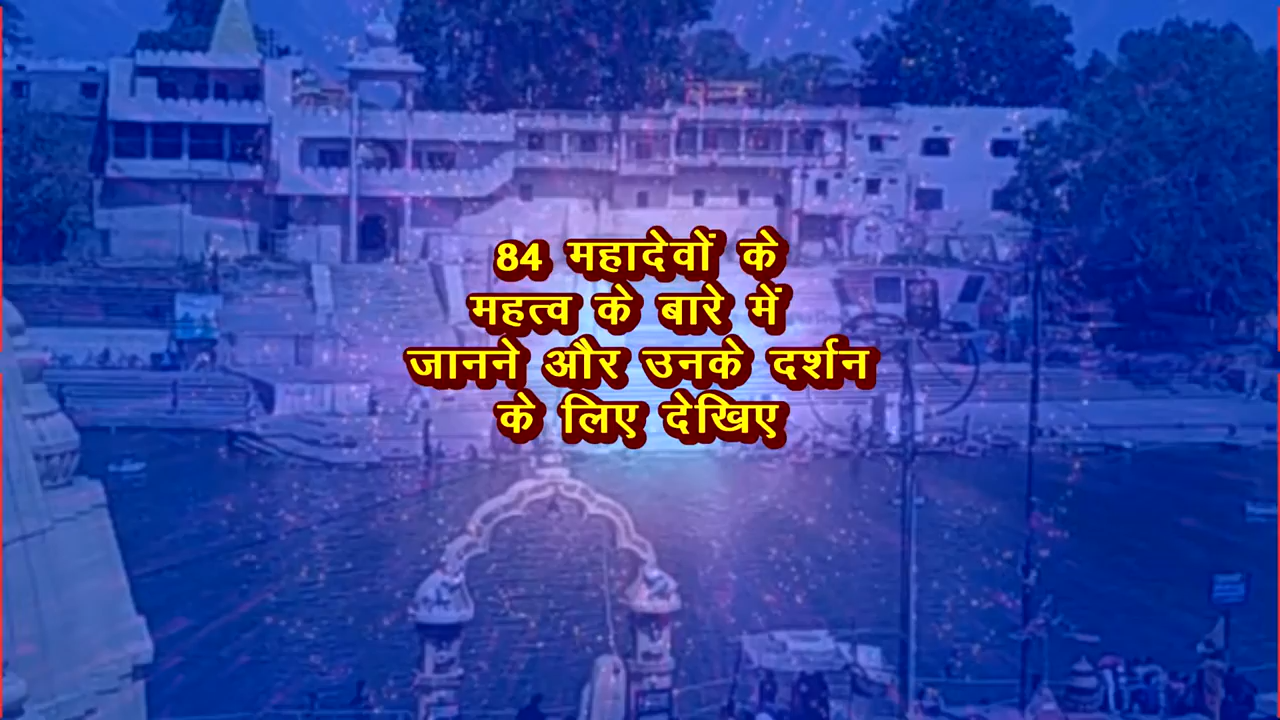 84 महादेवों के
महत्व के बारे में
जानने और उनके दर्शन
के लिए देखिए